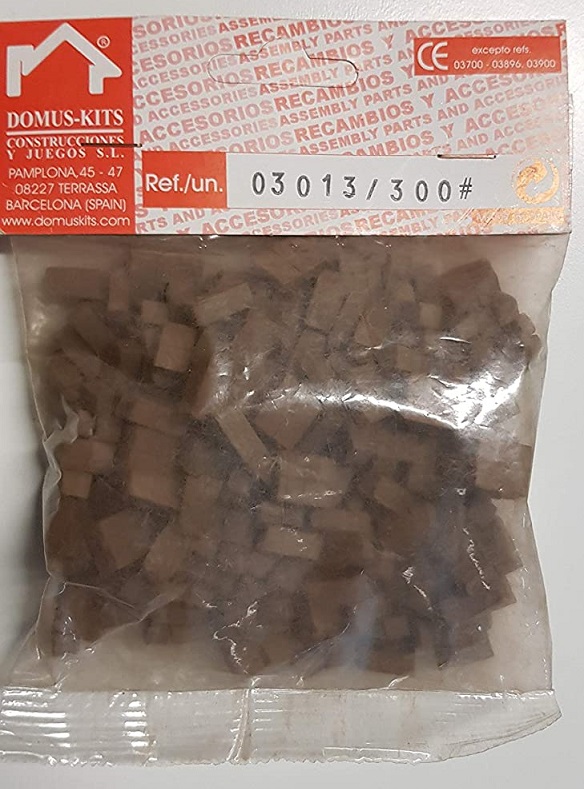 ®
DOMUS-KITS
CONSTRUCCIONES
Y JUEGOS S.L.
PAMPLONA,45 - 47
08227 TERRASSA
BARCELONA (SPAIN)
www.domuskits.com
RECAMBIOS Y ACCESORIOS
ASSEMBLY PARTS AND ACCESSORIES
CE
excepto refs.
03700 - 03896, 03900
Ref./un.
03013/300#